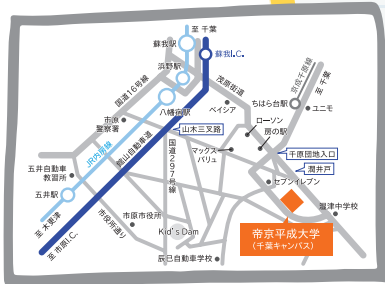 至 千葉
蘇我駅
蘇我I.C.
浜野駅
国道16号線
茂原街道
京成千原線
至 千葉
八幡宿駅
ベイシア
ちはら台駅
ユニモ
市原
警察署
山木三叉路
ローソン
房の駅
JR内房線
館山自動車道
国道297号線
マックス
バリュ
千原団地入口
五井自動車
教習所
潤井戸
セブンイレブン
五井駅
湿津中学校
至 木更津
至 市原I.C.
市役所通り
市原市役所
Kid's Dam
帝京平成大学
(千葉キャンパス)
辰巳自動車学校